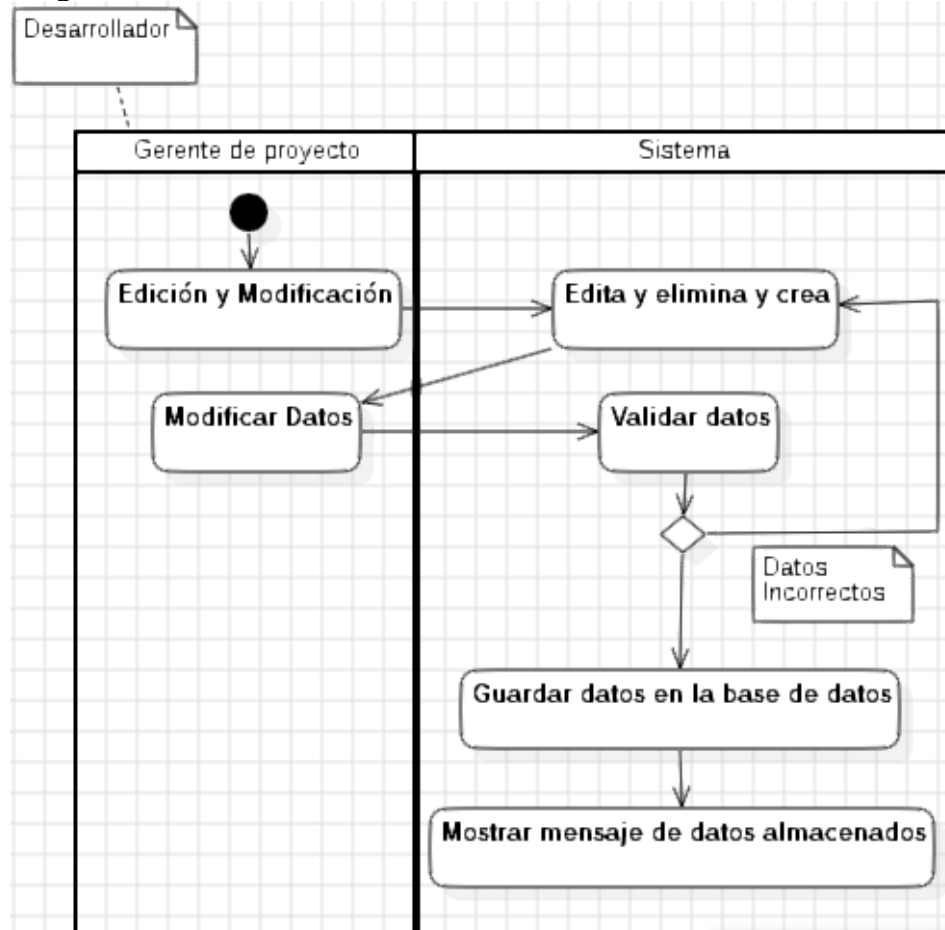 Desarrollador
Gerente de proyecto
Sistema
Edición y Modificación
Edita y elimina y crea
Modificar Datos
Validar datos
Datos
Incorrectos
Guardar datos en la base de datos
Mostrar mensaje de datos almacenados